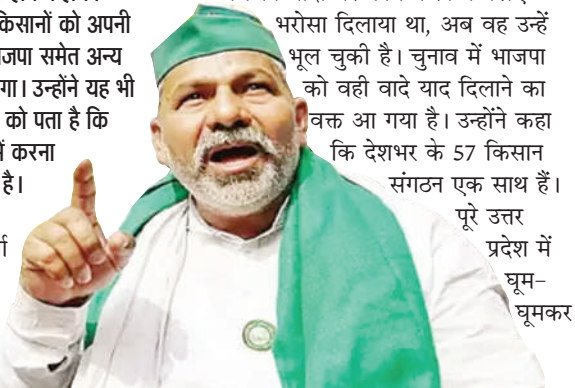 किसानों को अपनी
भाजपा समेत अन्य
गा। उन्होंने यह भी
को पता है कि
में करना
है।
भरोसा दिलाया था, अब वह उन्हें
भूल चुकी है। चुनाव में भाजपा
को वही वादे याद दिलाने का
वक्त आ गया है। उन्होंने कहा
कि देशभर के 57 किसान
संगठन एक साथ हैं।
पूरे उत्तर
प्रदेश में
घूम-
घूमकर